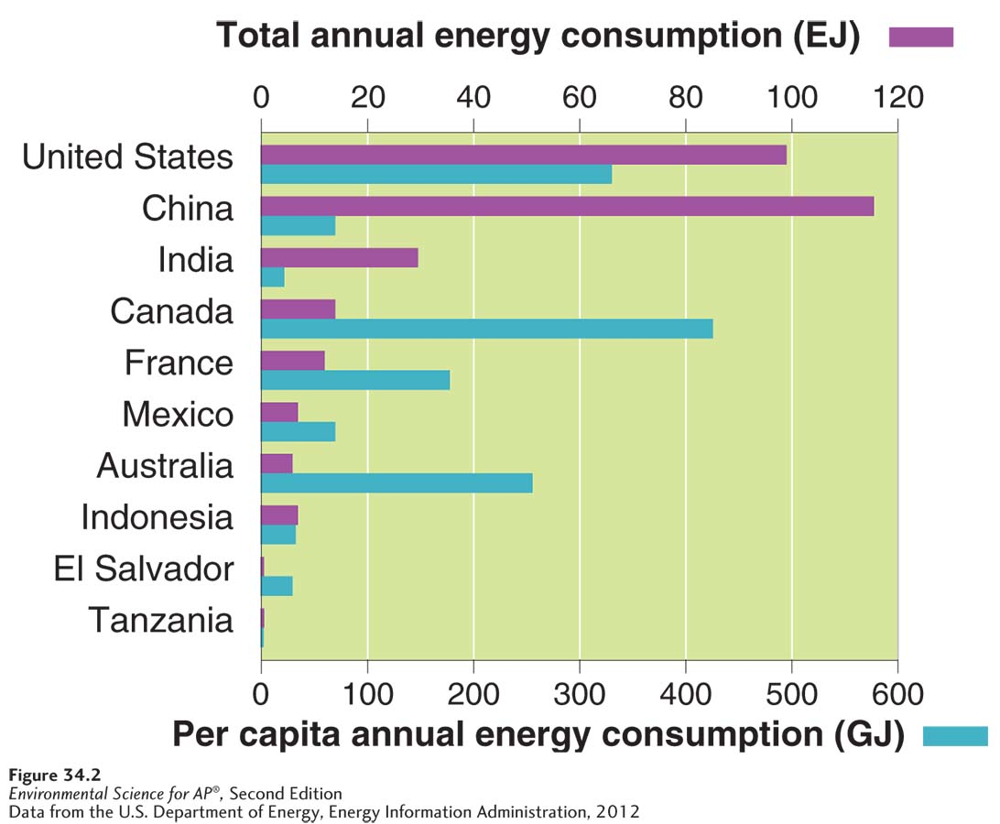 Total annual energy consumption (EJ)
0 20 40 60 80 100 120
United States
China
India
Canada
France
Mexico
Australia
Indonesia
El Salvador
Tanzania
0 100 200 300 400 500 600
Per capita annual energy consumption (GJ)
Figure 34.2
Environmental Science for AP®, Second Edition
Data from the U.S. Department of Energy, Energy Information Administration, 2012